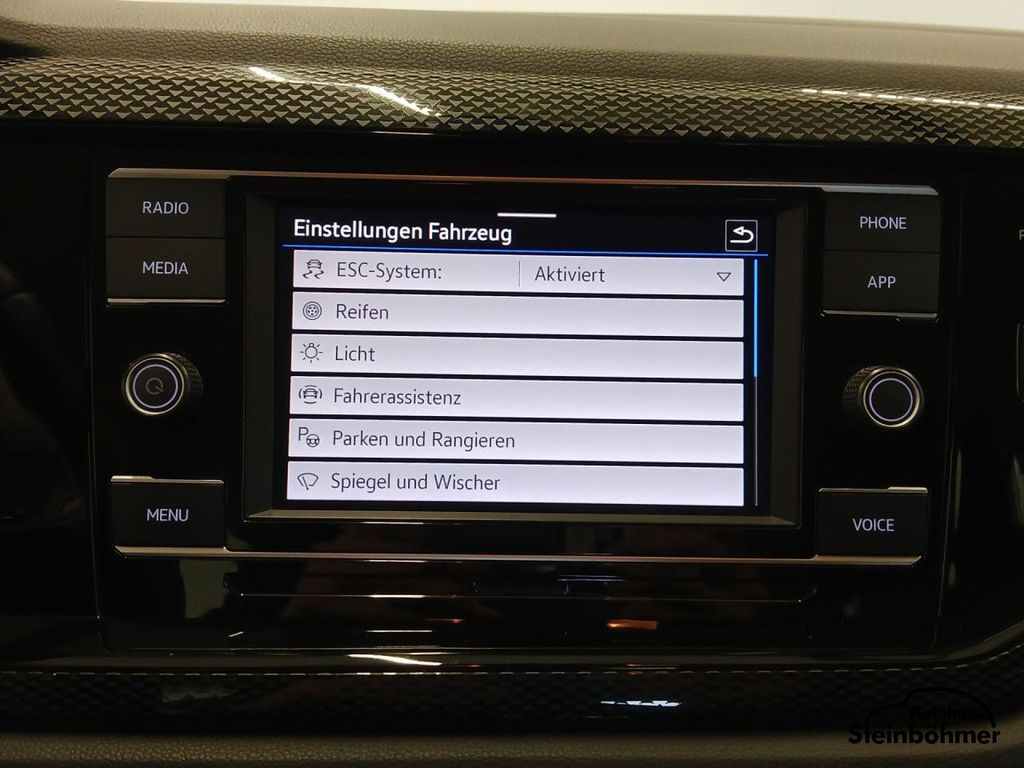 RADIO
MEDIA
MENU
Einstellungen Fahrzeug
ESC-System: Aktiviert
Reifen
Licht
Fahrerassistenz
Parken und Rangieren
Spiegel und Wischer
PHONE
APP
VOICE
Autohaus
Steinböhmer